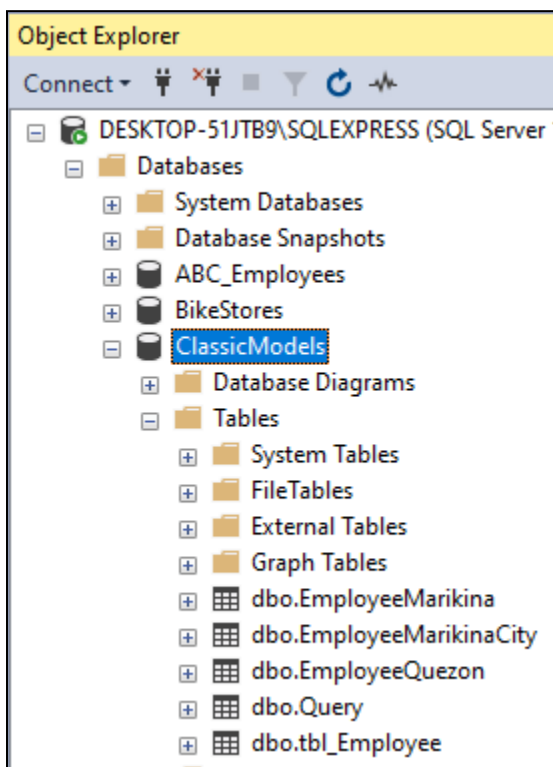 Object Explorer
Connect
DESKTOP-51JTB9\SQLEXPRESS (SQL Server
Databases
System Databases
Database Snapshots
ABC_Employees
BikeStores
ClassicModels
Database Diagrams
Tables
System Tables
FileTables
External Tables
Graph Tables
dbo.EmployeeMarikina
dbo.EmployeeMarikinaCity
dbo.EmployeeQuezon
dbo.Query
dbo.tbl_Employee